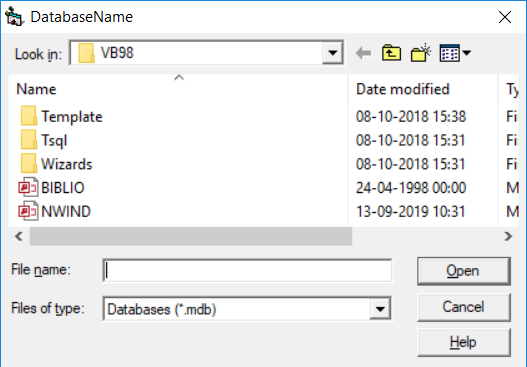 DatabaseName
Look in: VB98
Name Date modified Ty
Template 08-10-2018 15:38 Fi
Tsql 08-10-2018 15:31 Fi
Wizards 08-10-2018 15:31 Fi
BIBLIO 24-04-1998 00:00 M
NWIND 13-09-2019 10:31 M
File name: Open
Files of type: Databases (*.mdb) Cancel
Help